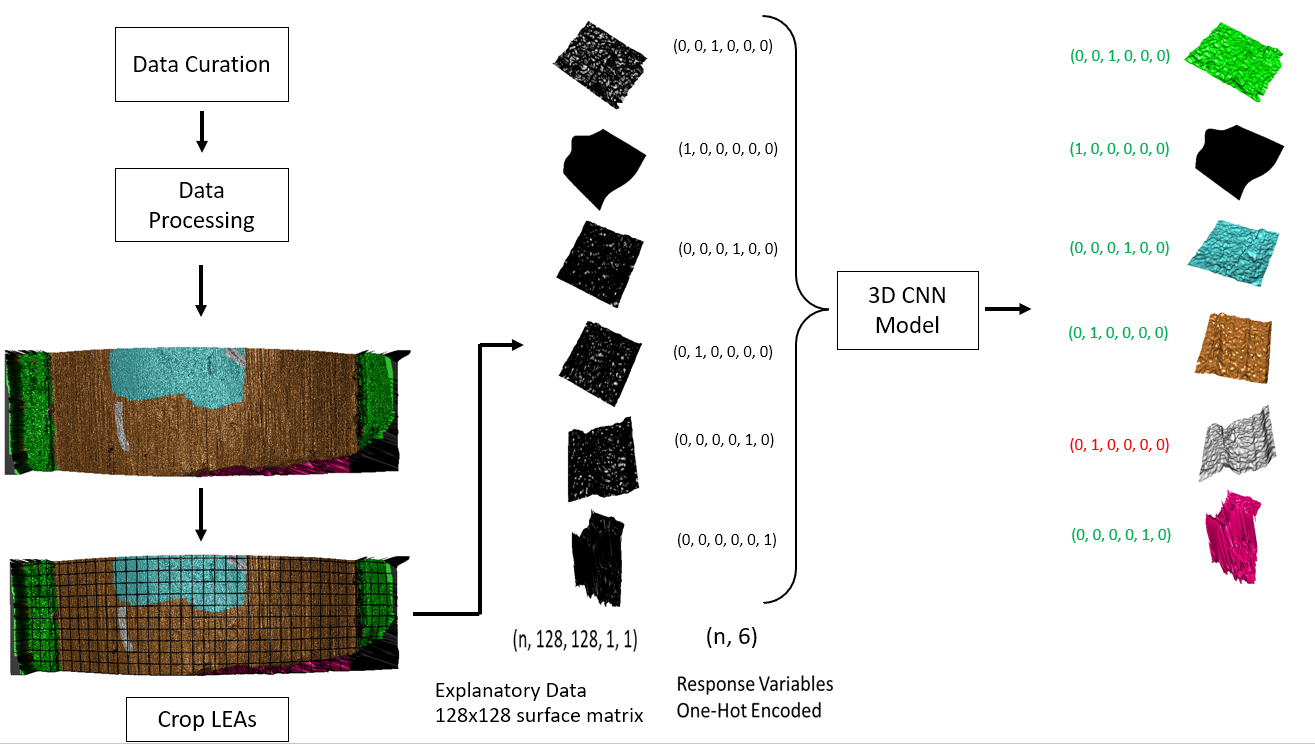 Data Curation
Data
Processing
Crop LEAs
(0, 0, 1, 0, 0, 0)
(1, 0, 0, 0, 0, 0)
(0, 0, 0, 1, 0, 0)
(0, 1, 0, 0, 0, 0)
(0, 0, 0, 0, 1, 0)
(0, 0, 0, 0, 0, 1)
(n, 128, 128, 1, 1)
(n, 6)
Explanatory Data
128x128 surface matrix
Response Variables
One-Hot Encoded
3D CNN
Model
(0, 0, 1, 0, 0, 0)
(1, 0, 0, 0, 0, 0)
(0, 0, 0, 1, 0, 0)
(0, 1, 0, 0, 0, 0)
(0, 1, 0, 0, 0, 0)
(0, 0, 0, 0, 1, 0)